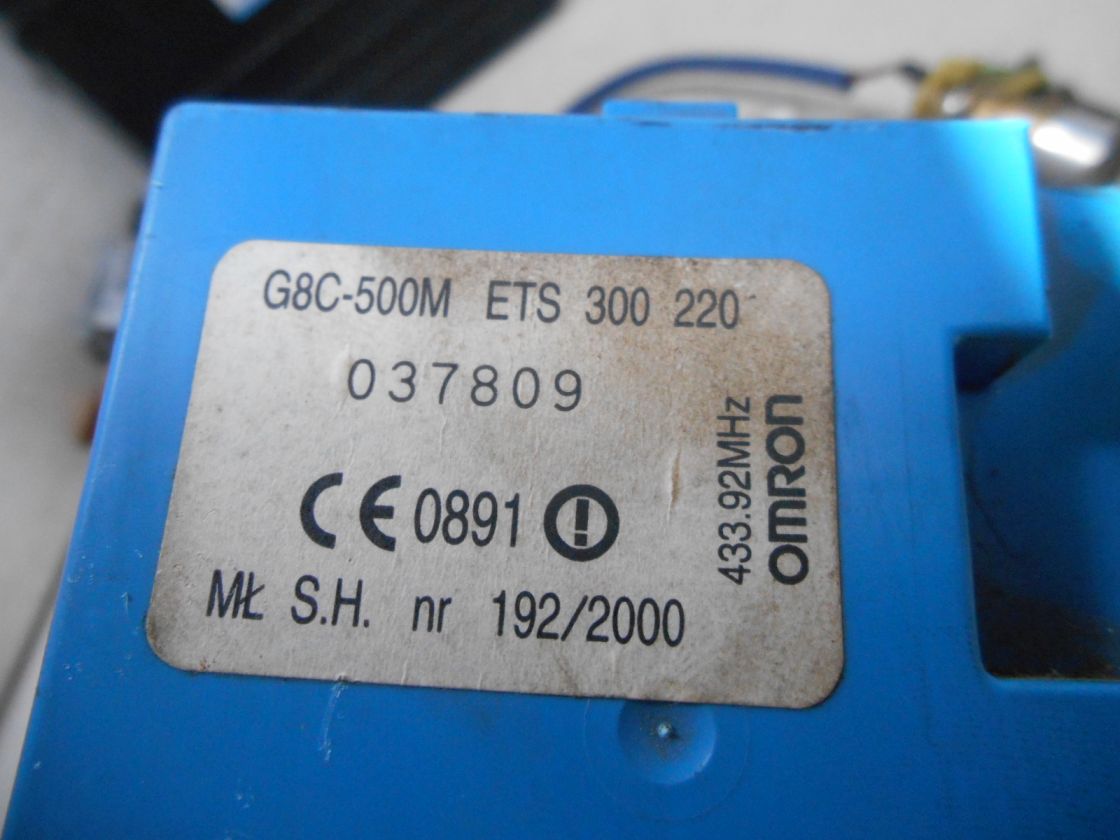 G8C-500M ETS 300 220
037809
CE 0891
MŁ S.H. nr 192/2000
433.92MHz
OMRON